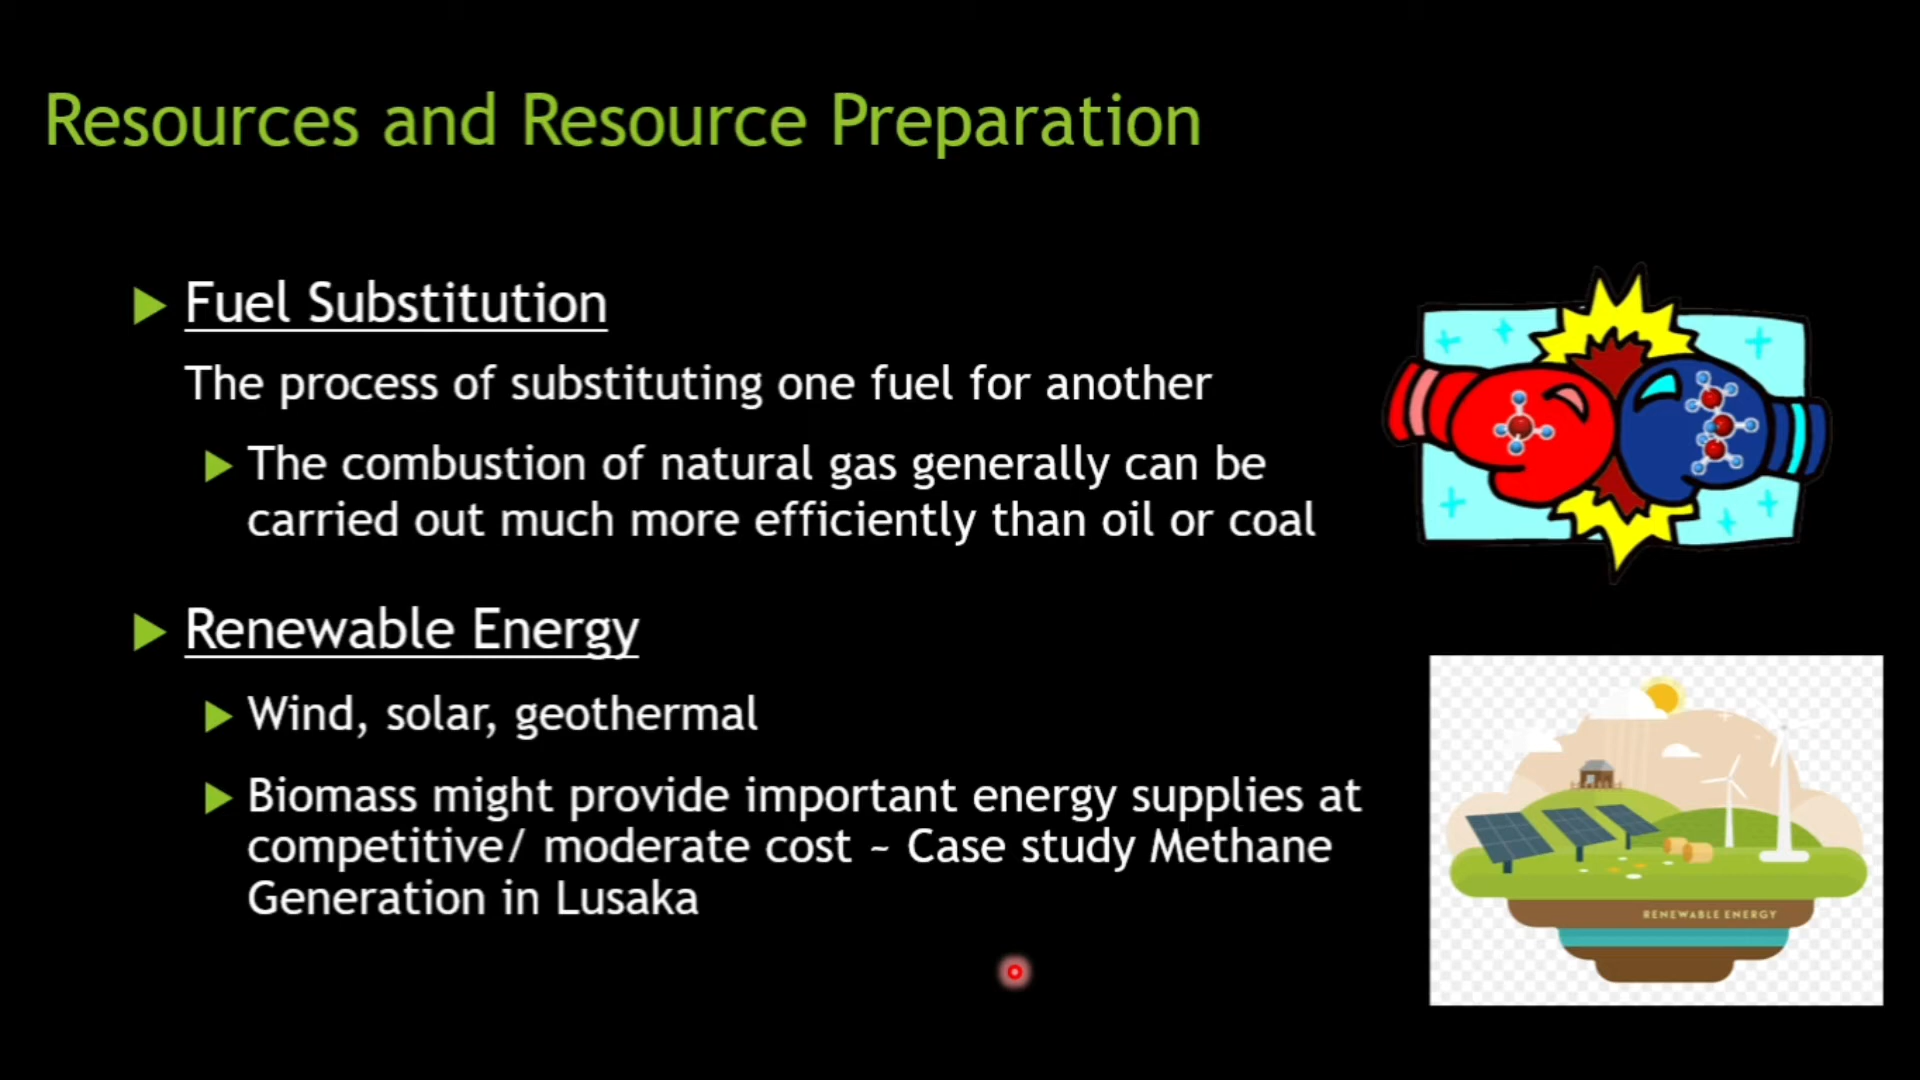 Resources and Resource Preparation
Fuel Substitution
The process of substituting one fuel for another
The combustion of natural gas generally can be
carried out much more efficiently than oil or coal
Renewable Energy
Wind, solar, geothermal
Biomass might provide important energy supplies at
competitive/ moderate cost ~ Case study Methane
Generation in Lusaka
RENEWABLE ENERGY